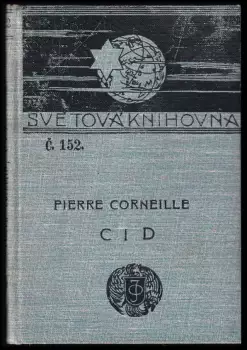 SVĚTOVÁ KNIHOVNA
Č. 152.
PIERRE CORNEILLE
CID